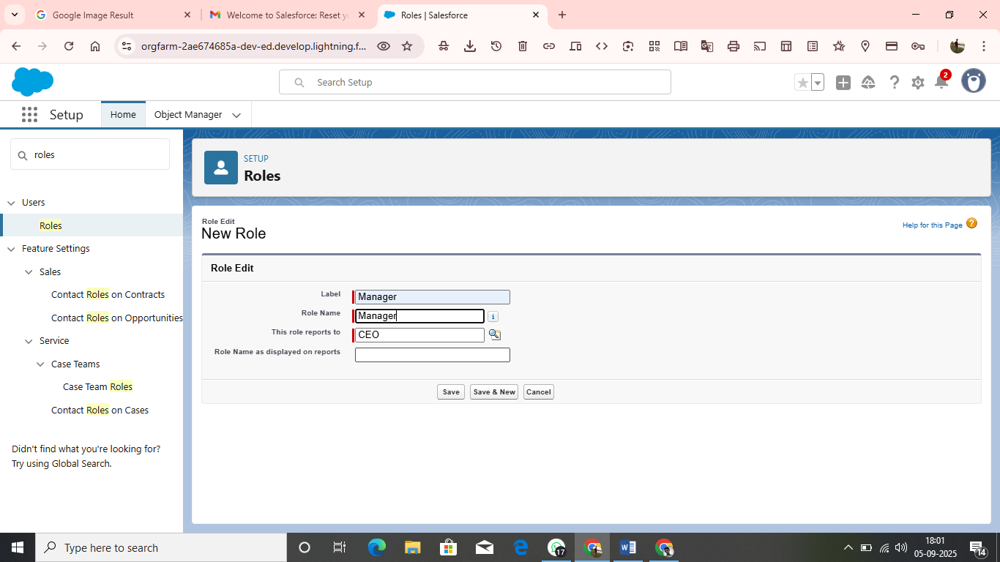 Google Image Result
Welcome to Salesforce: Reset yo
Roles | Salesforce
orgfarm-2ae674685a-dev-ed.develop.lightning.f...
Search Setup
2
Setup
Home
Object Manager
roles
Users
Roles
Feature Settings
Sales
Contact Roles on Contracts
Contact Roles on Opportunities
Service
Case Teams
Case Team Roles
Contact Roles on Cases
Didn't find what you're looking for?
Try using Global Search.
SETUP
Roles
Role Edit
New Role
Help for this Page ?
Role Edit
Label Manager
Role Name Manager i
This role reports to CEO
Role Name as displayed on reports
Save Save & New Cancel
Type here to search
17
18:01
05-09-2025
14